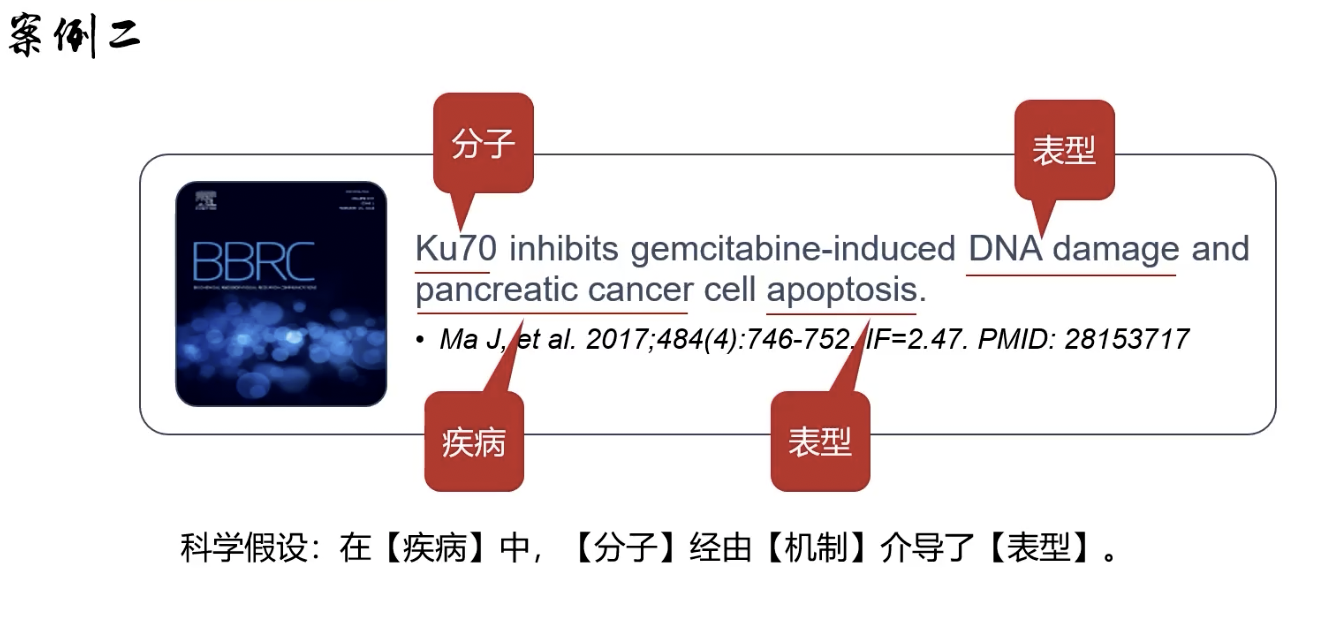 案例二
分子
表型
BBRC
Ku70 inhibits gemcitabine-induced DNA damage and
pancreatic cancer cell apoptosis.
• Ma J, et al. 2017;484(4):746-752. IF=2.47. PMID: 28153717
疾病
表型
科学假设：在【疾病】中，【分子】经由【机制】介导了【表型】。